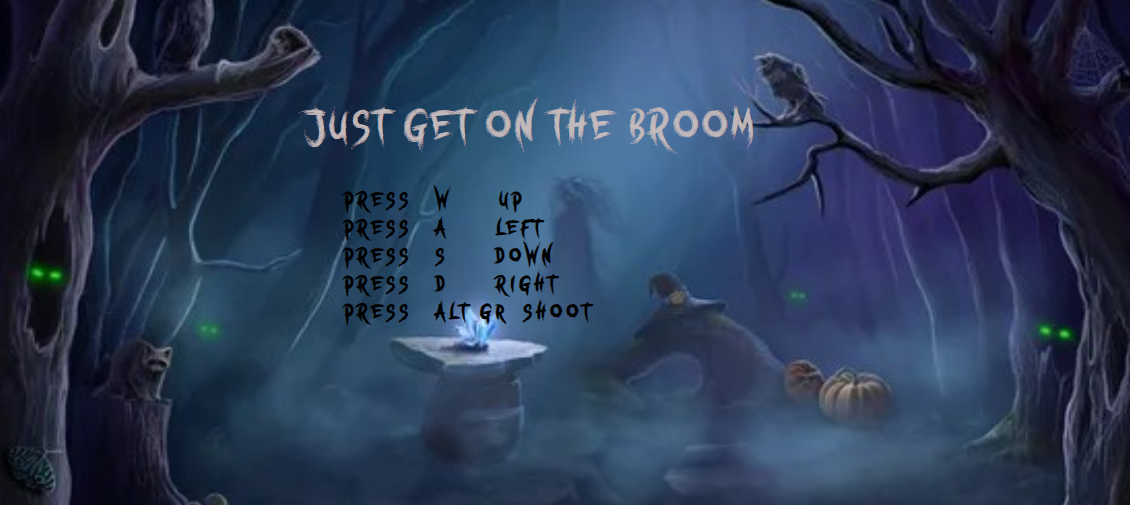 JUST GET ON THE BROOM
PRESS W UP
PRESS A LEFT
PRESS S DOWN
PRESS D RIGHT
PRESS ALT GR SHOOT